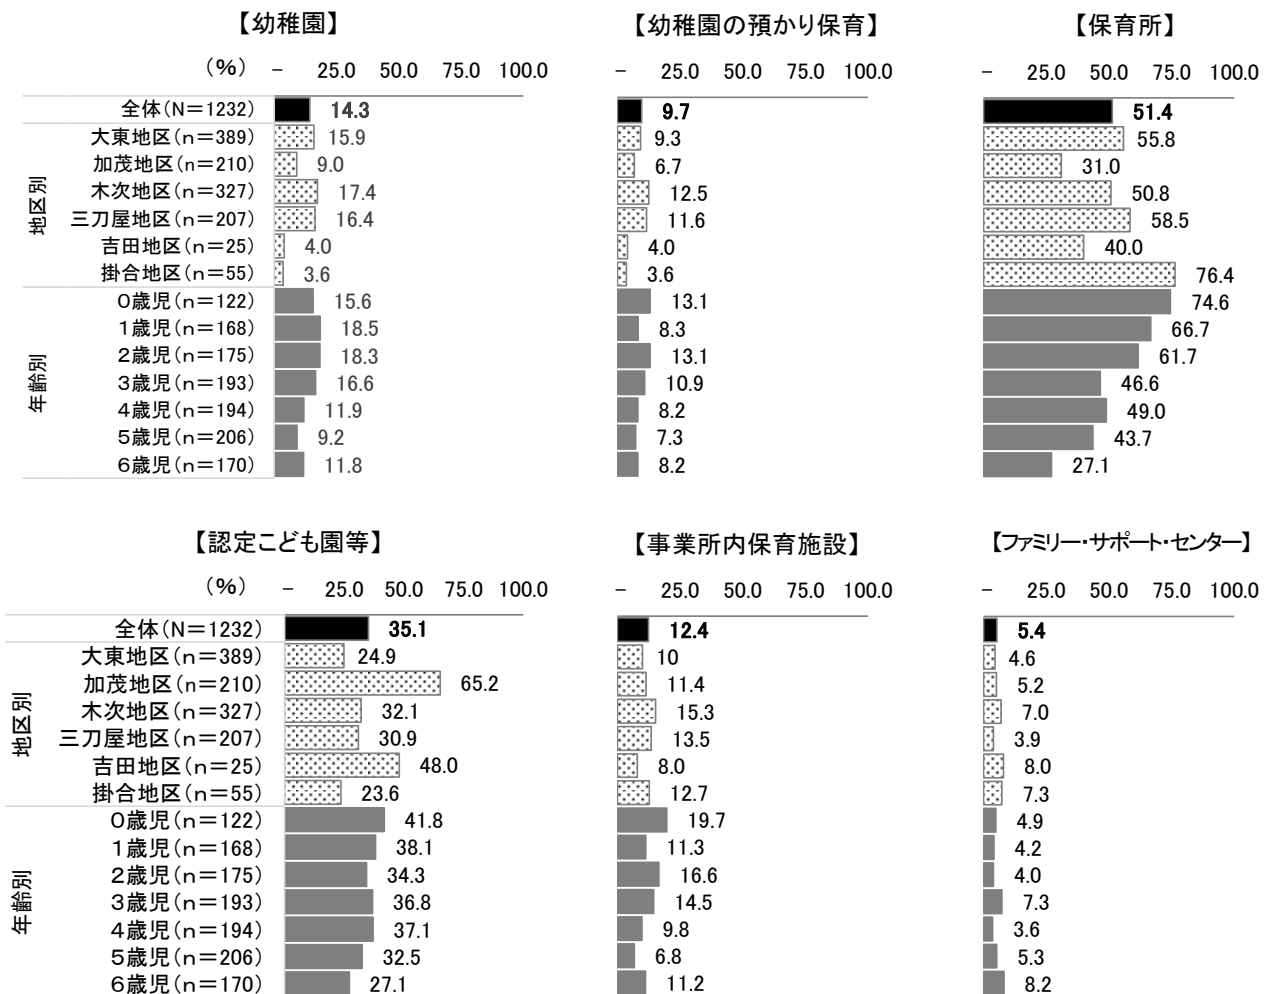 【幼稚園】
(%) － 25.0 50.0 75.0 100.0
全体(N＝1232) 14.3
地区別
大東地区(n＝389) 15.9
加茂地区(n＝210) 9.0
木次地区(n＝327) 17.4
三刀屋地区(n＝207) 16.4
吉田地区(n＝25) 4.0
掛合地区(n＝55) 3.6
年齢別
0歳児(n＝122) 15.6
1歳児(n＝168) 18.5
2歳児(n＝175) 18.3
3歳児(n＝193) 16.6
4歳児(n＝194) 11.9
5歳児(n＝206) 9.2
6歳児(n＝170) 11.8
【幼稚園の預かり保育】
－ 25.0 50.0 75.0 100.0
9.7
9.3
6.7
12.5
11.6
4.0
3.6
13.1
8.3
13.1
10.9
8.2
7.3
8.2
【保育所】
－ 25.0 50.0 75.0 100.0
51.4
55.8
31.0
50.8
58.5
40.0
76.4
74.6
66.7
61.7
46.6
49.0
43.7
27.1
【認定こども園等】
(%) － 25.0 50.0 75.0 100.0
全体(N＝1232) 35.1
地区別
大東地区(n＝389) 24.9
加茂地区(n＝210) 65.2
木次地区(n＝327) 32.1
三刀屋地区(n＝207) 30.9
吉田地区(n＝25) 48.0
掛合地区(n＝55) 23.6
年齢別
0歳児(n＝122) 41.8
1歳児(n＝168) 38.1
2歳児(n＝175) 34.3
3歳児(n＝193) 36.8
4歳児(n＝194) 37.1
5歳児(n＝206) 32.5
6歳児(n＝170) 27.1
【事業所内保育施設】
－ 25.0 50.0 75.0 100.0
12.4
10
11.4
15.3
13.5
8.0
12.7
19.7
11.3
16.6
14.5
9.8
6.8
11.2
【ファミリー・サポート・センター】
－ 25.0 50.0 75.0 100.0
5.4
4.6
5.2
7.0
3.9
8.0
7.3
4.9
4.2
4.0
7.3
3.6
5.3
8.2